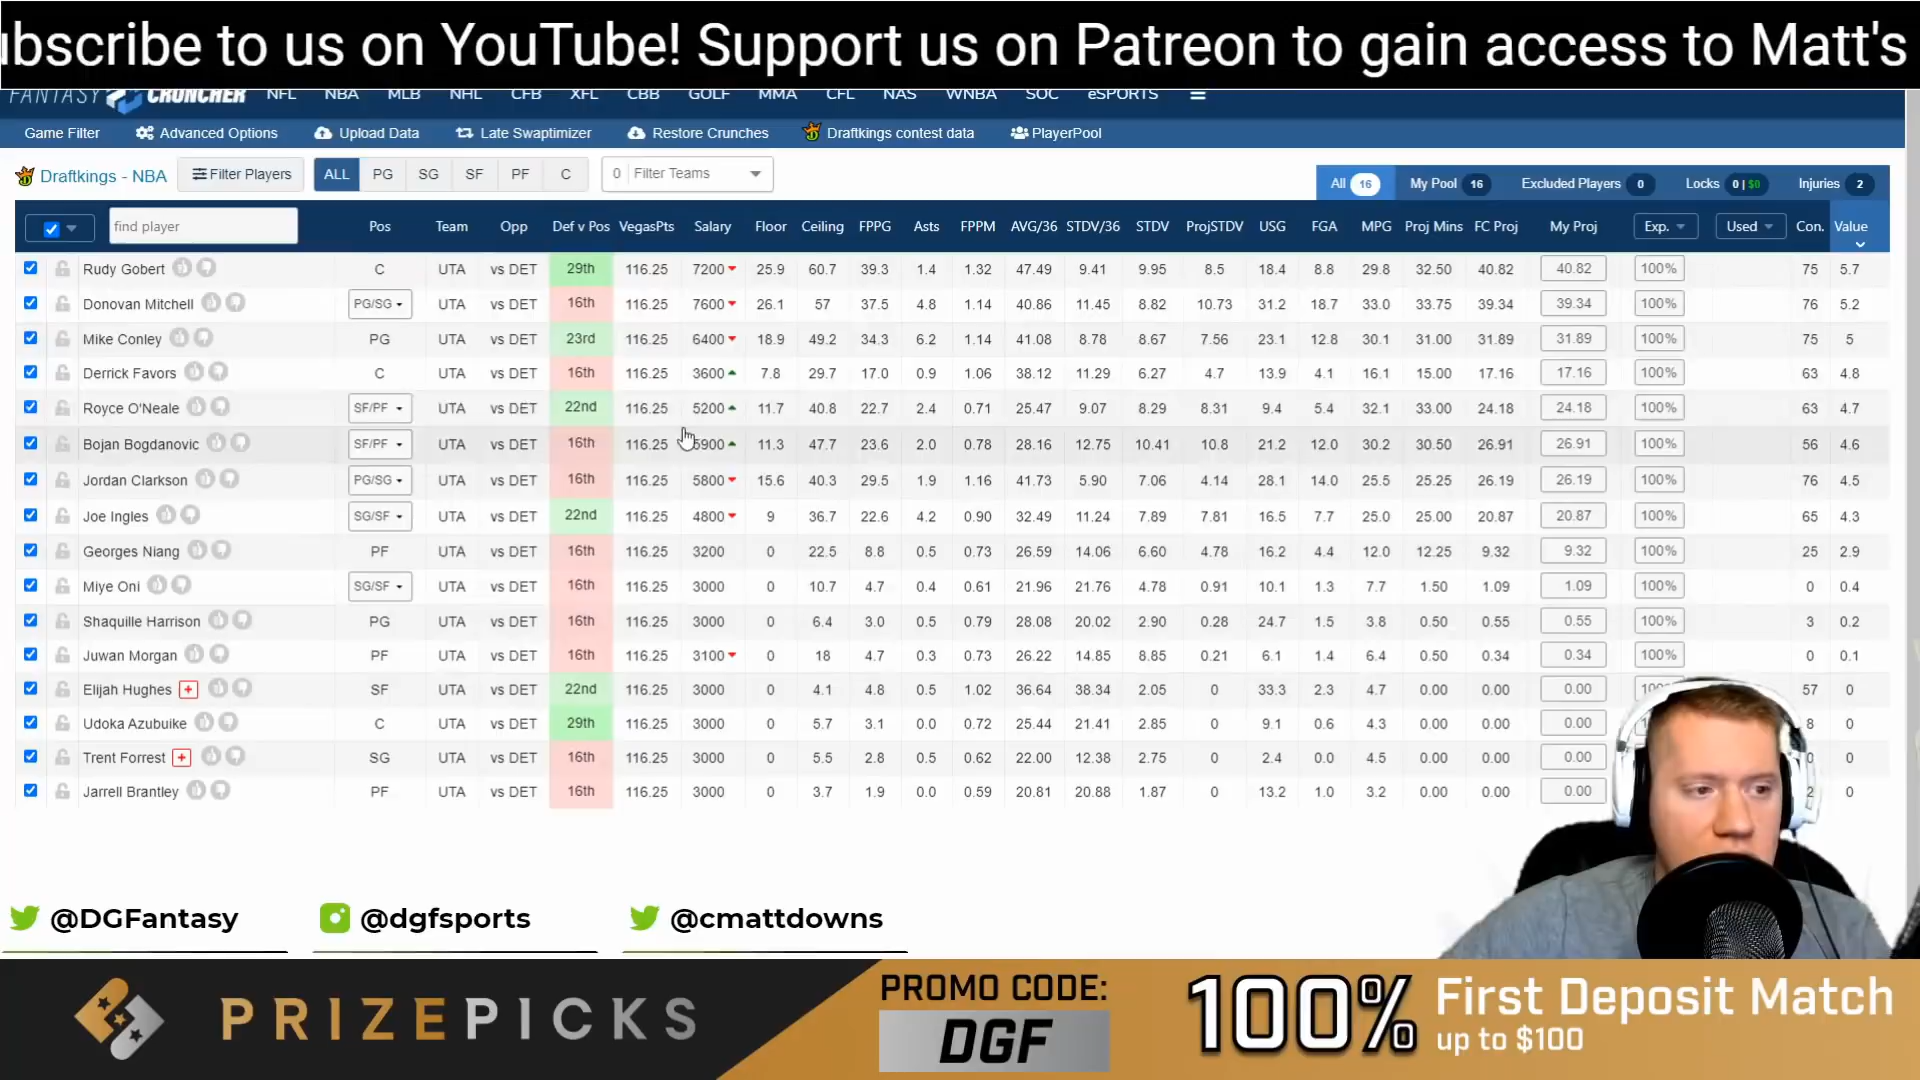 ubscribe to us on YouTube! Support us on Patreon to gain access to Matt's
FANTASY CRUNCHER NFL NBA MLB NHL CFB XFL CBB GOLF MMA CFL NAS WNBA SOC eSPORTS
Game Filter Advanced Options Upload Data Late Swaptimizer Restore Crunches Draftkings contest data PlayerPool
Draftkings - NBA Filter Players ALL PG SG SF PF C 0 Filter Teams
All 16 My Pool 16 Excluded Players 0 Locks 0 | $0 Injuries 2
find player Pos Team Opp Def v Pos VegasPts Salary Floor Ceiling FPPG Asts FPPM AVG/36 STDV/36 STDV ProjSTDV USG FGA MPG Proj Mins FC Proj My Proj Exp. Used Con. Value
Rudy Gobert C UTA vs DET 29th 116.25 7200 25.9 60.7 39.3 1.4 1.32 47.49 9.41 9.95 8.5 18.4 8.8 29.8 32.50 40.82 40.82 100% 75 5.7
Donovan Mitchell PG/SG UTA vs DET 16th 116.25 7600 26.1 57 37.5 4.8 1.14 40.86 11.45 8.82 10.73 31.2 18.7 33.0 33.75 39.34 39.34 100% 76 5.2
Mike Conley PG UTA vs DET 23rd 116.25 6400 18.9 49.2 34.3 6.2 1.14 41.08 8.78 8.67 7.56 23.1 12.8 30.1 31.00 31.89 31.89 100% 75 5
Derrick Favors C UTA vs DET 16th 116.25 3600 7.8 29.7 17.0 0.9 1.06 38.12 11.29 6.27 4.7 13.9 4.1 16.1 15.00 17.16 17.16 100% 63 4.8
Royce O'Neale SF/PF UTA vs DET 22nd 116.25 5200 11.7 40.8 22.7 2.4 0.71 25.47 9.07 8.29 8.31 9.4 5.4 32.1 33.00 24.18 24.18 100% 63 4.7
Bojan Bogdanovic SF/PF UTA vs DET 16th 116.25 5900 11.3 47.7 23.6 2.0 0.78 28.16 12.75 10.41 10.8 21.2 12.0 30.2 30.50 26.91 26.91 100% 56 4.6
Jordan Clarkson PG/SG UTA vs DET 16th 116.25 5800 15.6 40.3 29.5 1.9 1.16 41.73 5.90 7.06 4.14 28.1 14.0 25.5 25.25 26.19 26.19 100% 76 4.5
Joe Ingles SG/SF UTA vs DET 22nd 116.25 4800 9 36.7 22.6 4.2 0.90 32.49 11.24 7.89 7.81 16.5 7.7 25.0 25.00 20.87 20.87 100% 65 4.3
Georges Niang PF UTA vs DET 16th 116.25 3200 0 22.5 8.8 0.5 0.73 26.59 14.06 6.60 4.78 16.2 4.4 12.0 12.25 9.32 9.32 100% 25 2.9
Miye Oni SG/SF UTA vs DET 16th 116.25 3000 0 10.7 4.7 0.4 0.61 21.96 21.76 4.78 0.91 10.1 1.3 7.7 1.50 1.09 1.09 100% 0 0.4
Shaquille Harrison PG UTA vs DET 16th 116.25 3000 0 6.4 3.0 0.5 0.79 28.08 20.02 2.90 0.28 24.7 1.5 3.8 0.50 0.55 0.55 100% 3 0.2
Juwan Morgan PF UTA vs DET 16th 116.25 3100 0 18 4.7 0.3 0.73 26.22 14.85 8.85 0.21 6.1 1.4 6.4 0.50 0.34 0.34 100% 0 0.1
Elijah Hughes SF UTA vs DET 22nd 116.25 3000 0 4.1 4.8 0.5 1.02 36.64 38.34 2.05 0 33.3 2.3 4.7 0.00 0.00 0.00 57 0
Udoka Azubuike C UTA vs DET 29th 116.25 3000 0 5.7 3.1 0.0 0.72 25.44 21.41 2.85 0 9.1 0.6 4.3 0.00 0.00 0.00 8 0
Trent Forrest SG UTA vs DET 16th 116.25 3000 0 5.5 2.8 0.5 0.62 22.00 12.38 2.75 0 2.4 0.0 4.5 0.00 0.00 0.00 0 0
Jarrell Brantley PF UTA vs DET 16th 116.25 3000 0 3.7 1.9 0.0 0.59 20.81 20.88 1.87 0 13.2 1.0 3.2 0.00 0.00 0.00 2 0
@DGFantasy @dgfsports @cmattdowns
PRIZEPICKS
PROMO CODE:
DGF
100% First Deposit Match
up to $100